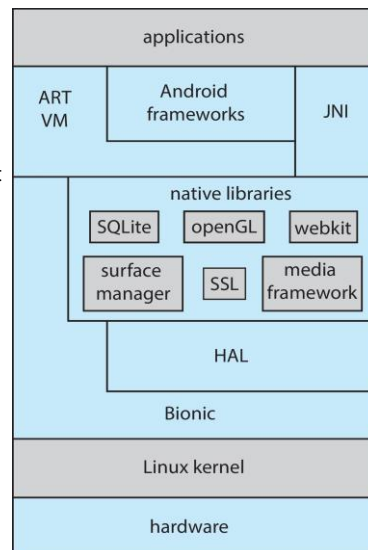 applications
ART
VM
Android
frameworks
JNI
native libraries
SQLite
openGL
webkit
surface
manager
SSL
media
framework
HAL
Bionic
Linux kernel
hardware